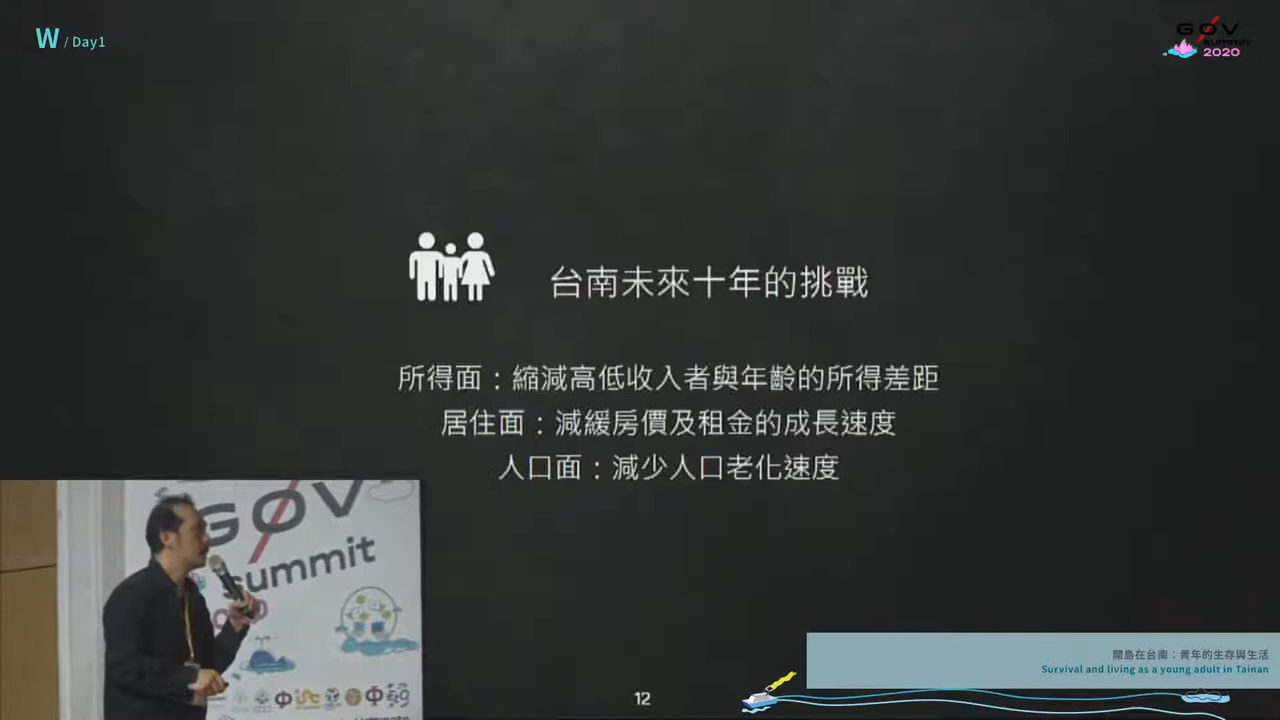 W / Day1
GØV
summit
2020
台南未來十年的挑戰
所得面：縮減高低收入者與年齡的所得差距
居住面：減緩房價及租金的成長速度
人口面：減少人口老化速度
GØV
summit
開島在台南：青年的生存與生活
Survival and living as a young adult in Tainan
12